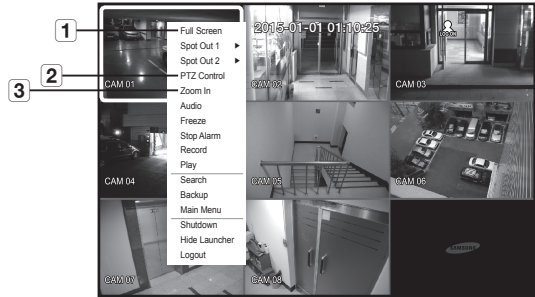 1
2
3
Full Screen
Spot Out 1
Spot Out 2
PTZ Control
Zoom In
Audio
Freeze
Stop Alarm
Record
Play
Search
Backup
Main Menu
Shutdown
Hide Launcher
Logout
2015-01-01 01:10:25
LOG ON
CAM 01
CAM 02
CAM 03
CAM 04
CAM 05
CAM 06
CAM 07
CAM 08
SAMSUNG